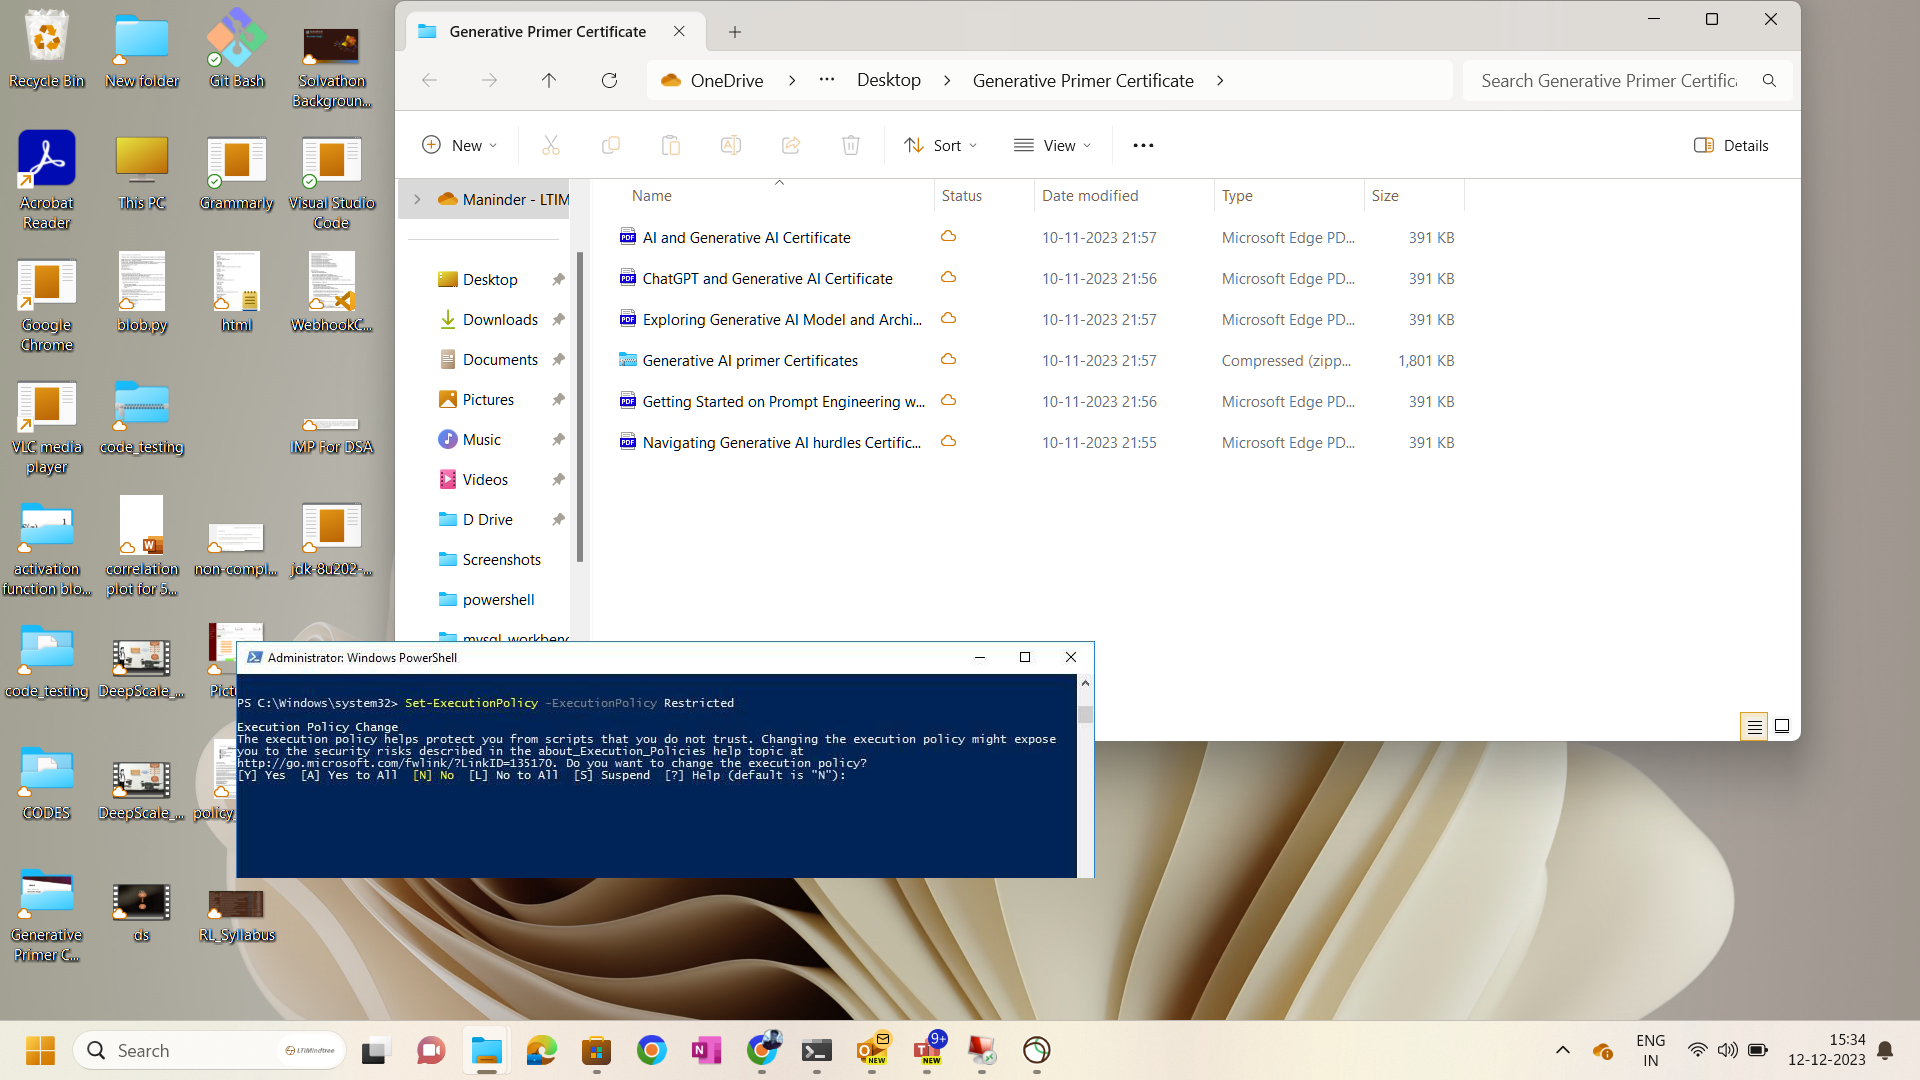 Recycle Bin
New folder
Git Bash
Solvathon
Backgroun...
Acrobat
Reader
This PC
Grammarly
Visual Studio
Code
Google
Chrome
blob.py
html
WebhookC...
VLC media
player
code_testing
IMP For DSA
activation
function blo...
correlation
plot for 5...
non-compl...
jdk-8u202-...
code_testing
DeepScale_...
Pict
CODES
DeepScale_...
policy_
Generative
Primer C...
ds
RL_Syllabus
Generative Primer Certificate
OneDrive > ... Desktop > Generative Primer Certificate >
Search Generative Primer Certific
New
Sort
View
...
Details
Maninder - LTIM
Desktop
Downloads
Documents
Pictures
Music
Videos
D Drive
Screenshots
powershell
mysql_workbenc
Name Status Date modified Type Size
AI and Generative AI Certificate 10-11-2023 21:57 Microsoft Edge PD... 391 KB
ChatGPT and Generative AI Certificate 10-11-2023 21:56 Microsoft Edge PD... 391 KB
Exploring Generative AI Model and Archi... 10-11-2023 21:57 Microsoft Edge PD... 391 KB
Generative AI primer Certificates 10-11-2023 21:57 Compressed (zipp... 1,801 KB
Getting Started on Prompt Engineering w... 10-11-2023 21:56 Microsoft Edge PD... 391 KB
Navigating Generative AI hurdles Certific... 10-11-2023 21:55 Microsoft Edge PD... 391 KB
Administrator: Windows PowerShell
PS C:\Windows\system32> Set-ExecutionPolicy -ExecutionPolicy Restricted
Execution Policy Change
The execution policy helps protect you from scripts that you do not trust. Changing the execution policy might expose
you to the security risks described in the about_Execution_Policies help topic at
http://go.microsoft.com/fwlink/?LinkID=135170. Do you want to change the execution policy?
[Y] Yes [A] Yes to All [N] No [L] No to All [S] Suspend [?] Help (default is "N"):
Search
LTIMindtree
NEW
9+
NEW
ENG
IN
15:34
12-12-2023